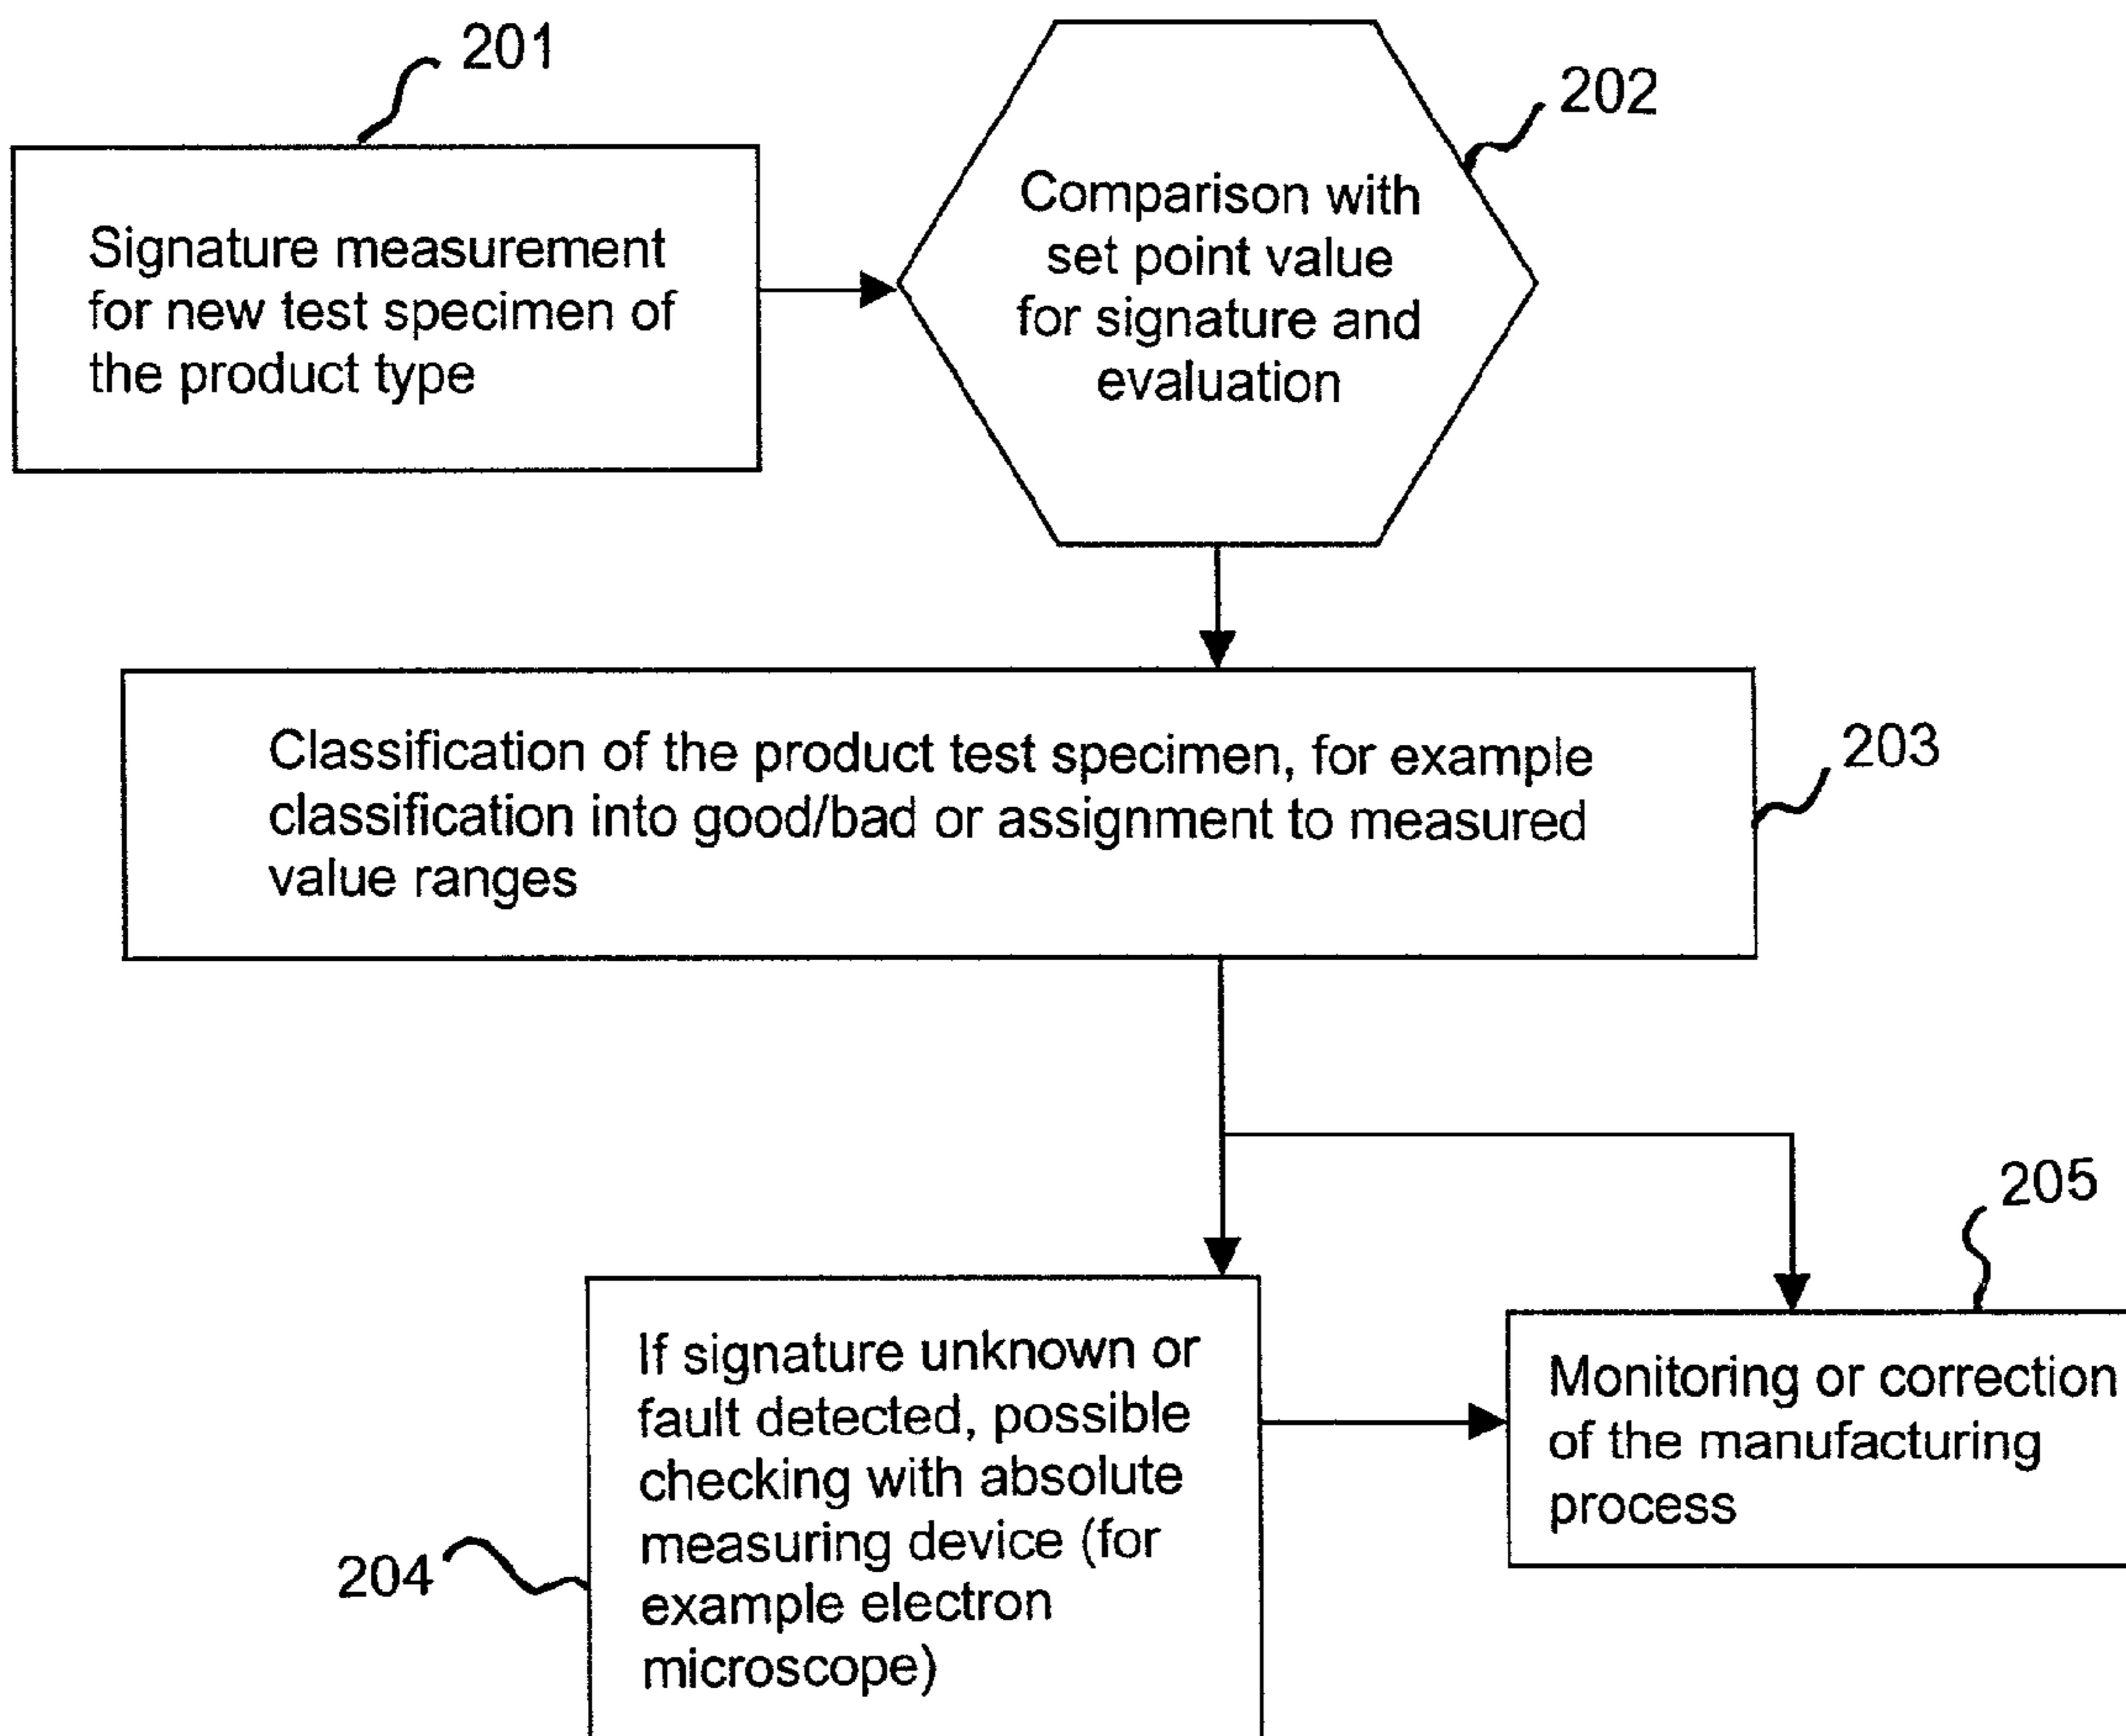 201
202
Signature measurement
for new test specimen of
the product type
Comparison with
set point value
for signature and
evaluation
203
Classification of the product test specimen, for example
classification into good/bad or assignment to measured
value ranges
205
204
If signature unknown or
fault detected, possible
checking with absolute
measuring device (for
example electron
microscope)
Monitoring or correction
of the manufacturing
process